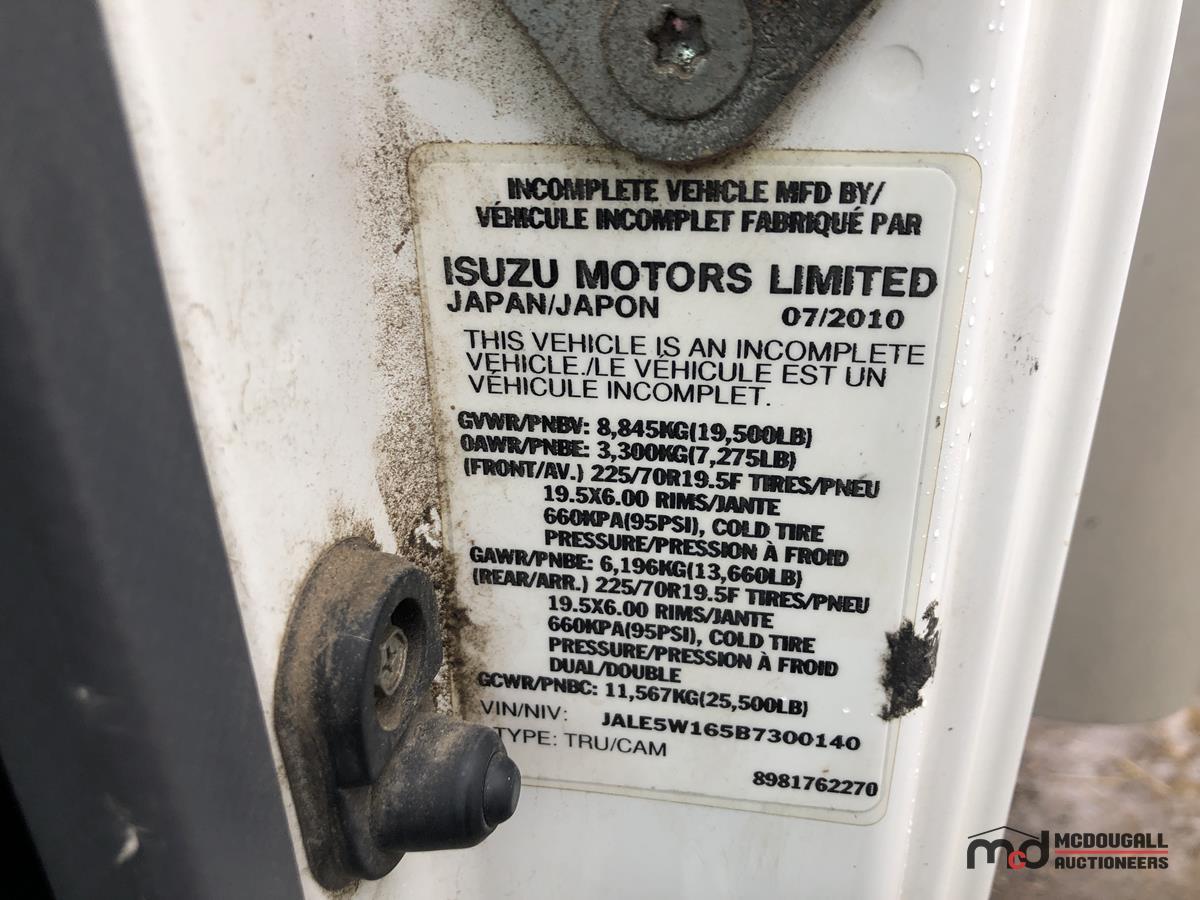 INCOMPLETE VEHICLE MFD BY/
VÉHICULE INCOMPLET FABRIQUÉ PAR
ISUZU MOTORS LIMITED
JAPAN/JAPON 07/2010
THIS VEHICLE IS AN INCOMPLETE
VEHICLE./LE VÉHICULE EST UN
VÉHICULE INCOMPLET.
GVWR/PNBV: 8,845KG(19,500LB)
GAWR/PNBE: 3,300KG(7,275LB)
(FRONT/AV.) 225/70R19.5F TIRES/PNEU
19.5X6.00 RIMS/JANTE
660KPA(95PSI), COLD TIRE
PRESSURE/PRESSION À FROID
GAWR/PNBE: 6,196KG(13,660LB)
(REAR/ARR.) 225/70R19.5F TIRES/PNEU
19.5X6.00 RIMS/JANTE
660KPA(95PSI), COLD TIRE
PRESSURE/PRESSION À FROID
DUAL/DOUBLE
GCWR/PNBC: 11,567KG(25,500LB)
VIN/NIV: JALE5W165B7300140
TYPE: TRU/CAM
8981762270
mcd MCDOUGALL
AUCTIONEERS